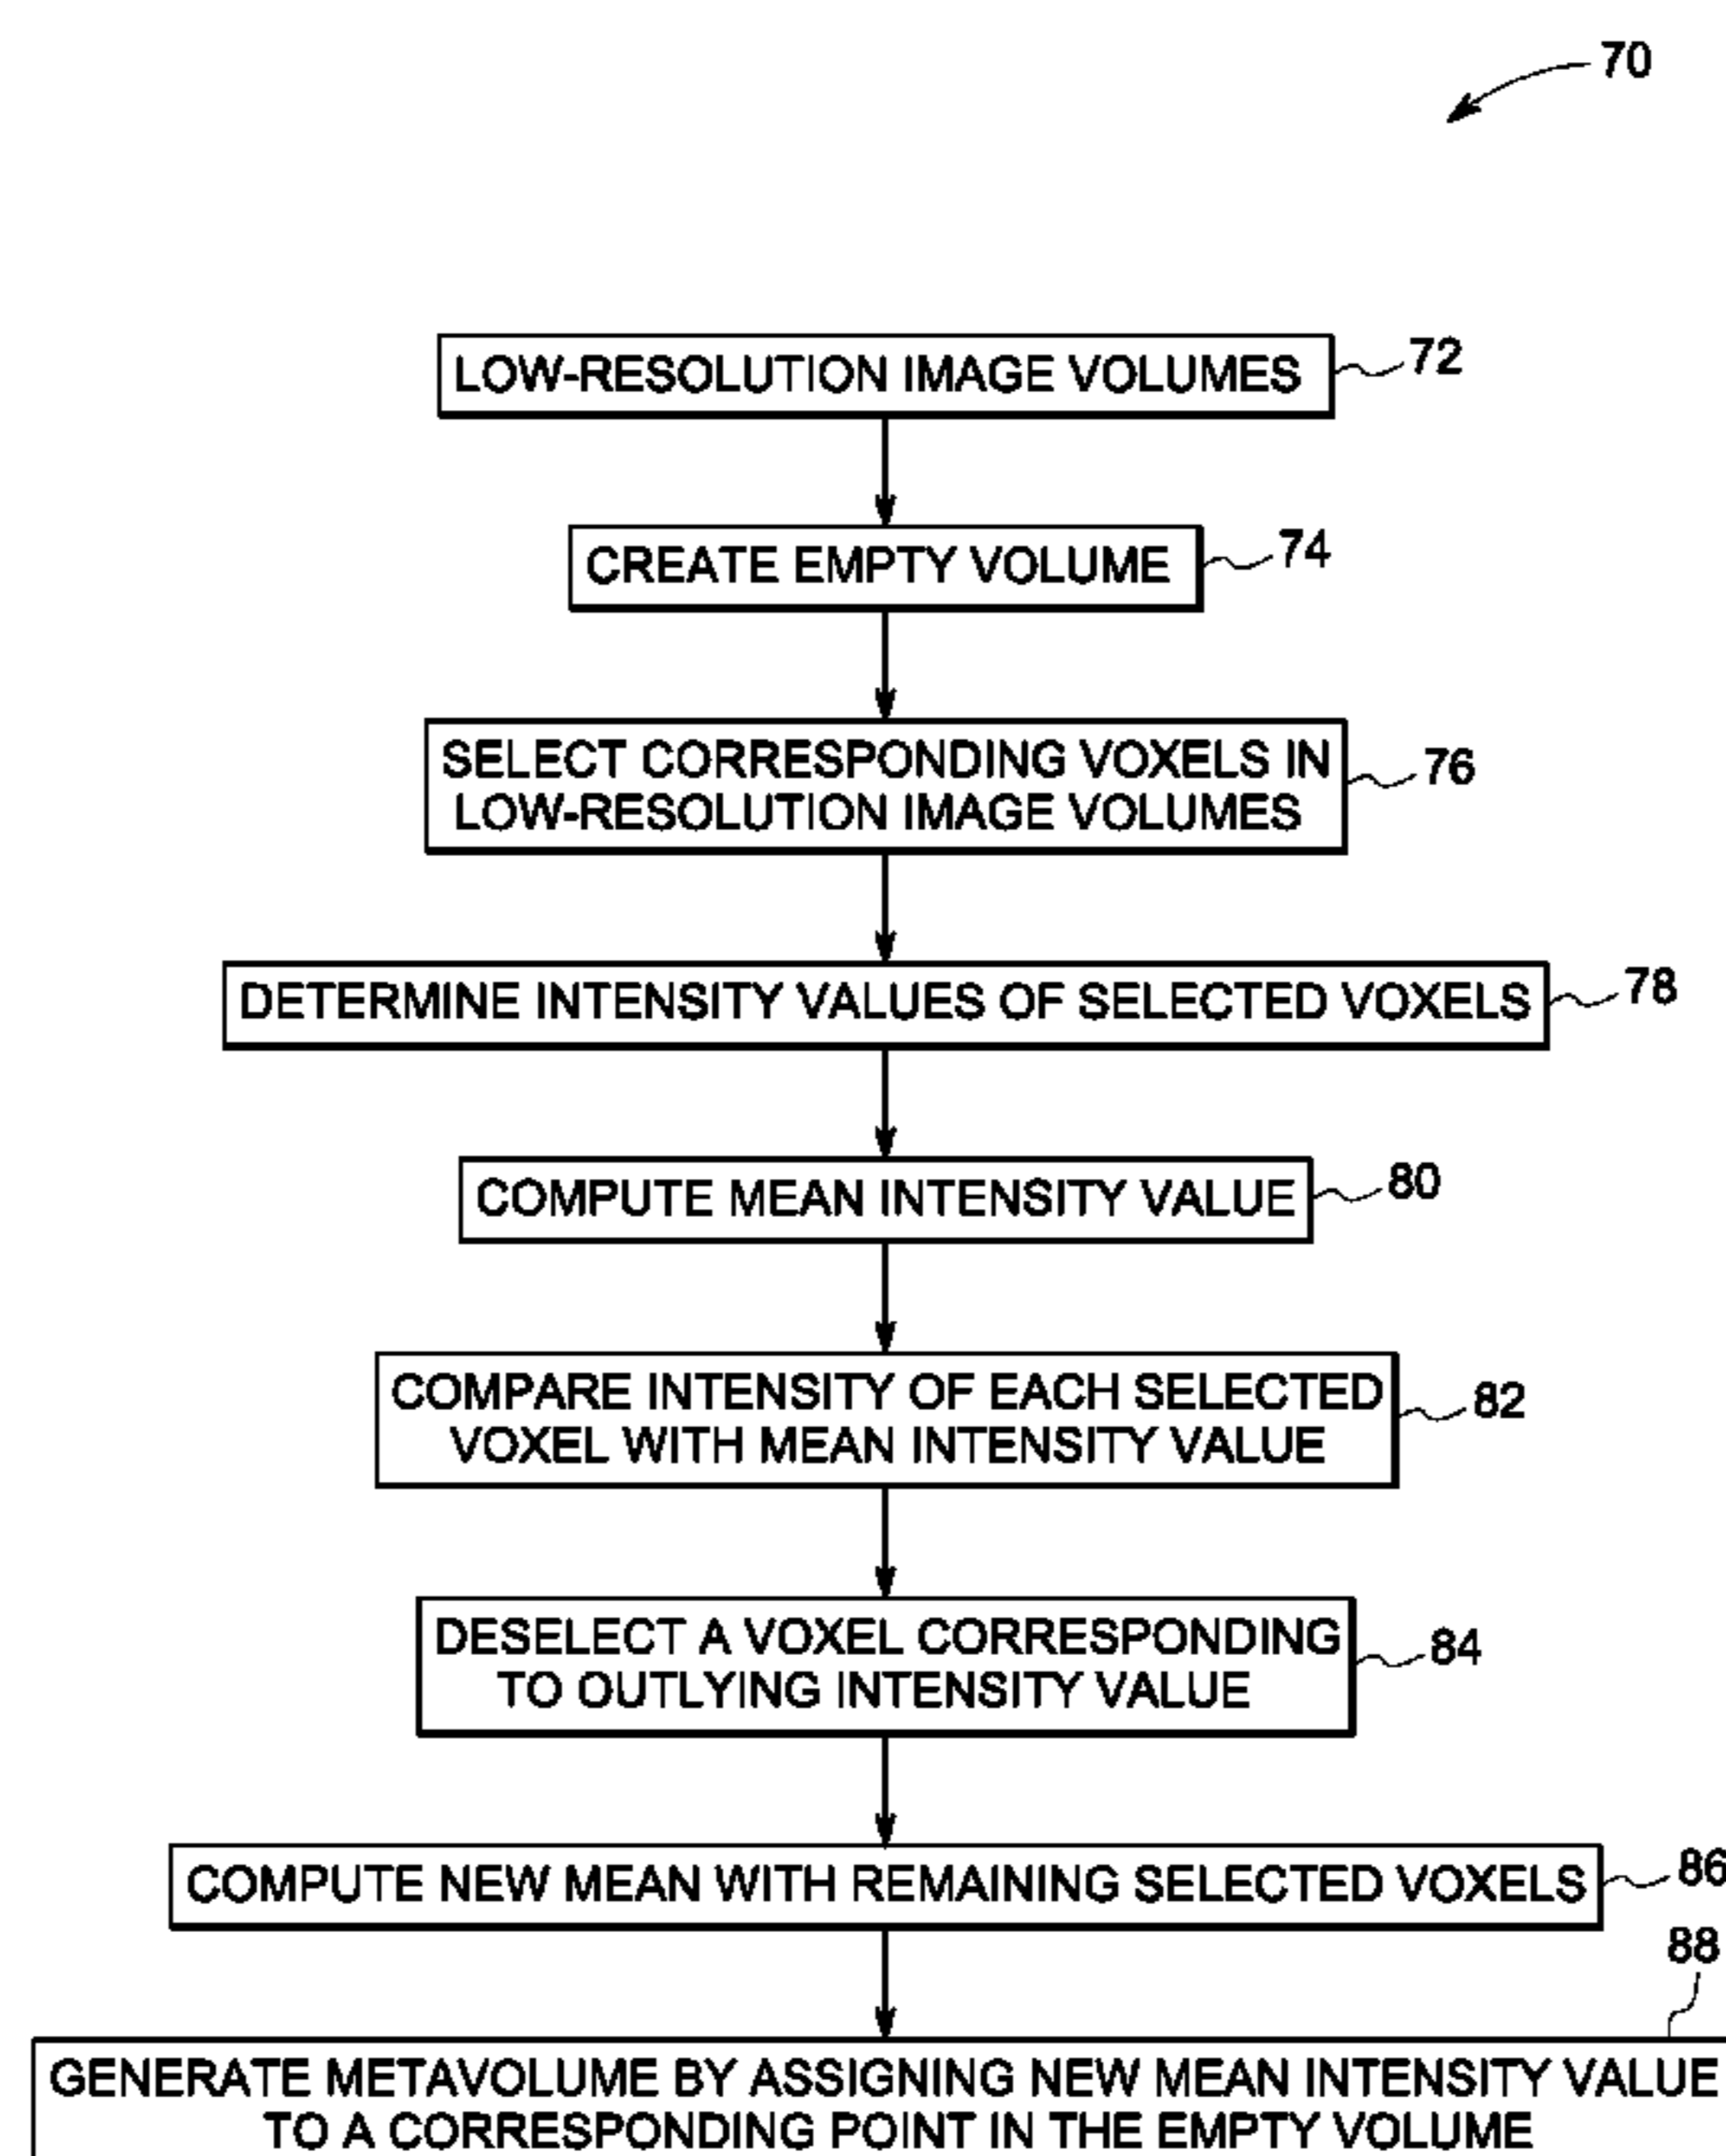 70
LOW-RESOLUTION IMAGE VOLUMES
72
CREATE EMPTY VOLUME
74
SELECT CORRESPONDING VOXELS IN
LOW-RESOLUTION IMAGE VOLUMES
76
DETERMINE INTENSITY VALUES OF SELECTED VOXELS
78
COMPUTE MEAN INTENSITY VALUE
80
COMPARE INTENSITY OF EACH SELECTED
VOXEL WITH MEAN INTENSITY VALUE
82
DESELECT A VOXEL CORRESPONDING
TO OUTLYING INTENSITY VALUE
84
COMPUTE NEW MEAN WITH REMAINING SELECTED VOXELS
86
88
GENERATE METAVOLUME BY ASSIGNING NEW MEAN INTENSITY VALUE
TO A CORRESPONDING POINT IN THE EMPTY VOLUME